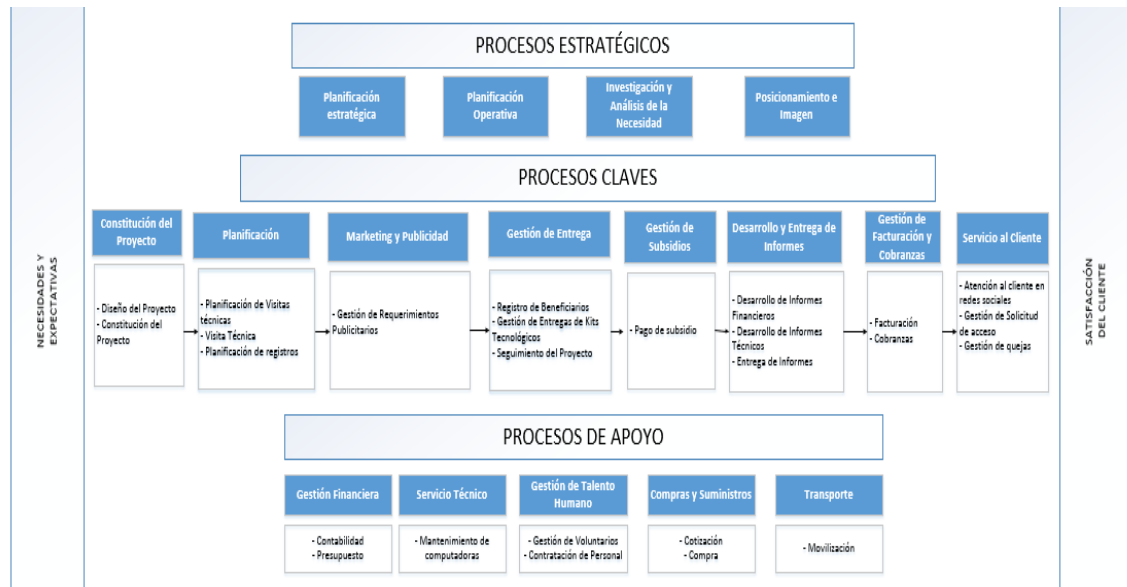 PROCESOS ESTRATÉGICOS
Planificación
estratégica
Planificación
Operativa
Investigación y
Análisis de la
Necesidad
Posicionamiento e
Imagen
PROCESOS CLAVES
NECESIDADES Y
EXPECTATIVAS
Constitución del
Proyecto
- Diseño del Proyecto
- Constitución del
Proyecto
Planificación
- Planificación de Visitas
técnicas
- Visita Técnica
- Planificación de registros
Marketing y Publicidad
- Gestión de Requerimientos
Publicitarios
Gestión de Entrega
- Registro de Beneficiarios
- Gestión de Entregas de Kits
Tecnológicos
- Seguimiento del Proyecto
Gestión de
Subsidios
- Pago de subsidio
Desarrollo y Entrega de
Informes
- Desarrollo de Informes
Financieros
- Desarrollo de Informes
Técnicos
- Entrega de Informes
Gestión de
Facturación y
Cobranzas
- Facturación
- Cobranzas
Servicio al Cliente
- Atención al cliente en
redes sociales
- Gestión de Solicitud
de acceso
- Gestión de quejas
SATISFACCIÓN
DEL CLIENTE
PROCESOS DE APOYO
Gestión Financiera
- Contabilidad
- Presupuesto
Servicio Técnico
- Mantenimiento de
computadoras
Gestión de Talento
Humano
- Gestión de Voluntarios
- Contratación de Personal
Compras y Suministros
- Cotización
- Compra
Transporte
- Movilización